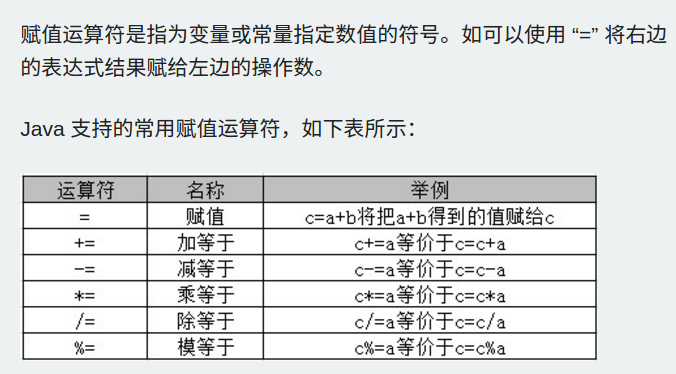 赋值运算符是指为变量或常量指定数值的符号。如可以使用 “=” 将右边
的表达式结果赋给左边的操作数。
Java 支持的常用赋值运算符，如下表所示：
运算符 名称 举例
= 赋值 c=a+b将把a+b得到的值赋给c
+= 加等于 c+=a等价于c=c+a
-= 减等于 c-=a等价于c=c-a
*= 乘等于 c*=a等价于c=c*a
/= 除等于 c/=a等价于c=c/a
%= 模等于 c%=a等价于c=c%a